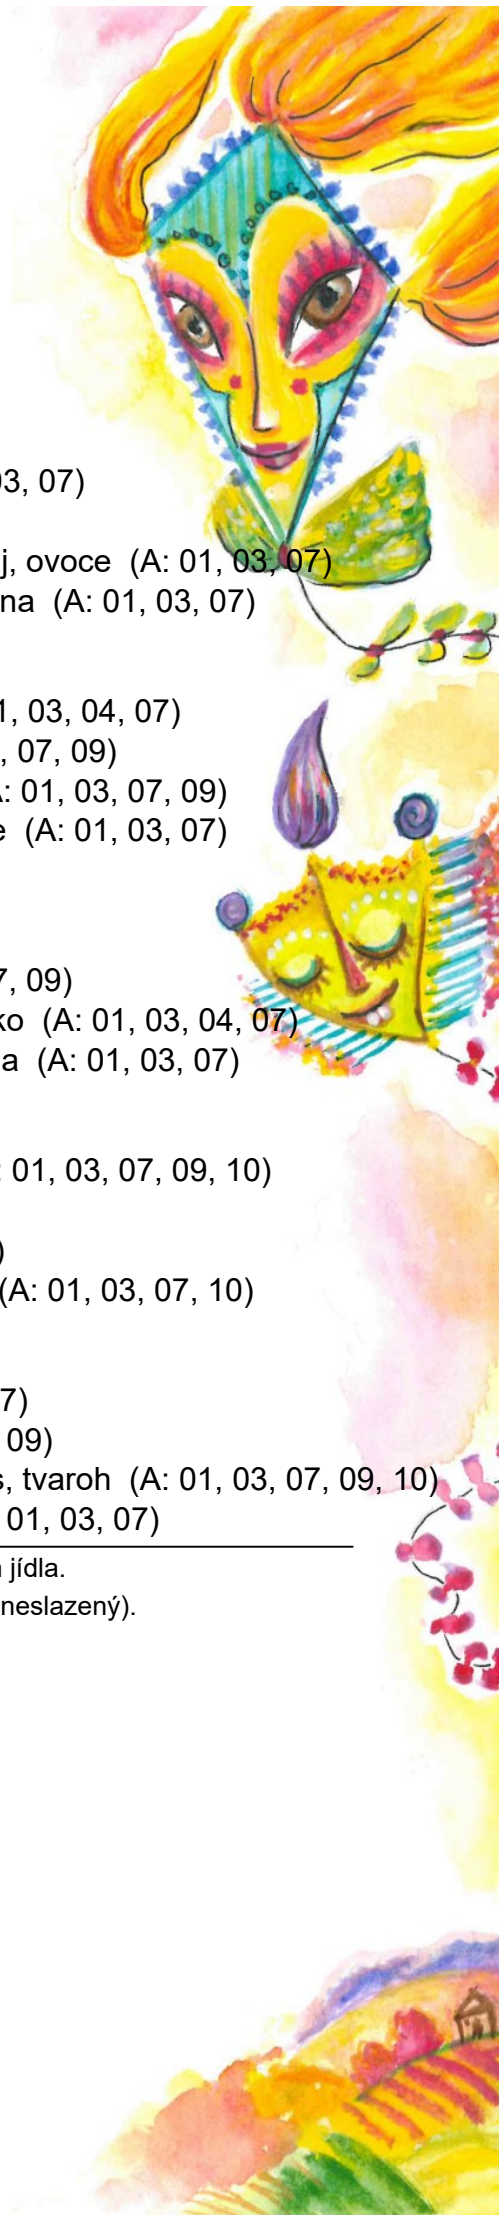 03, 07)
j, ovoce (A: 01, 03, 07)
na (A: 01, 03, 07)
1, 03, 04, 07)
, 07, 09)
A: 01, 03, 07, 09)
e (A: 01, 03, 07)
7, 09)
ko (A: 01, 03, 04, 07)
a (A: 01, 03, 07)
: 01, 03, 07, 09, 10)
)
(A: 01, 03, 07, 10)
7)
09)
s, tvaroh (A: 01, 03, 07, 09, 10)
01, 03, 07)
h jídla.
neslazený).